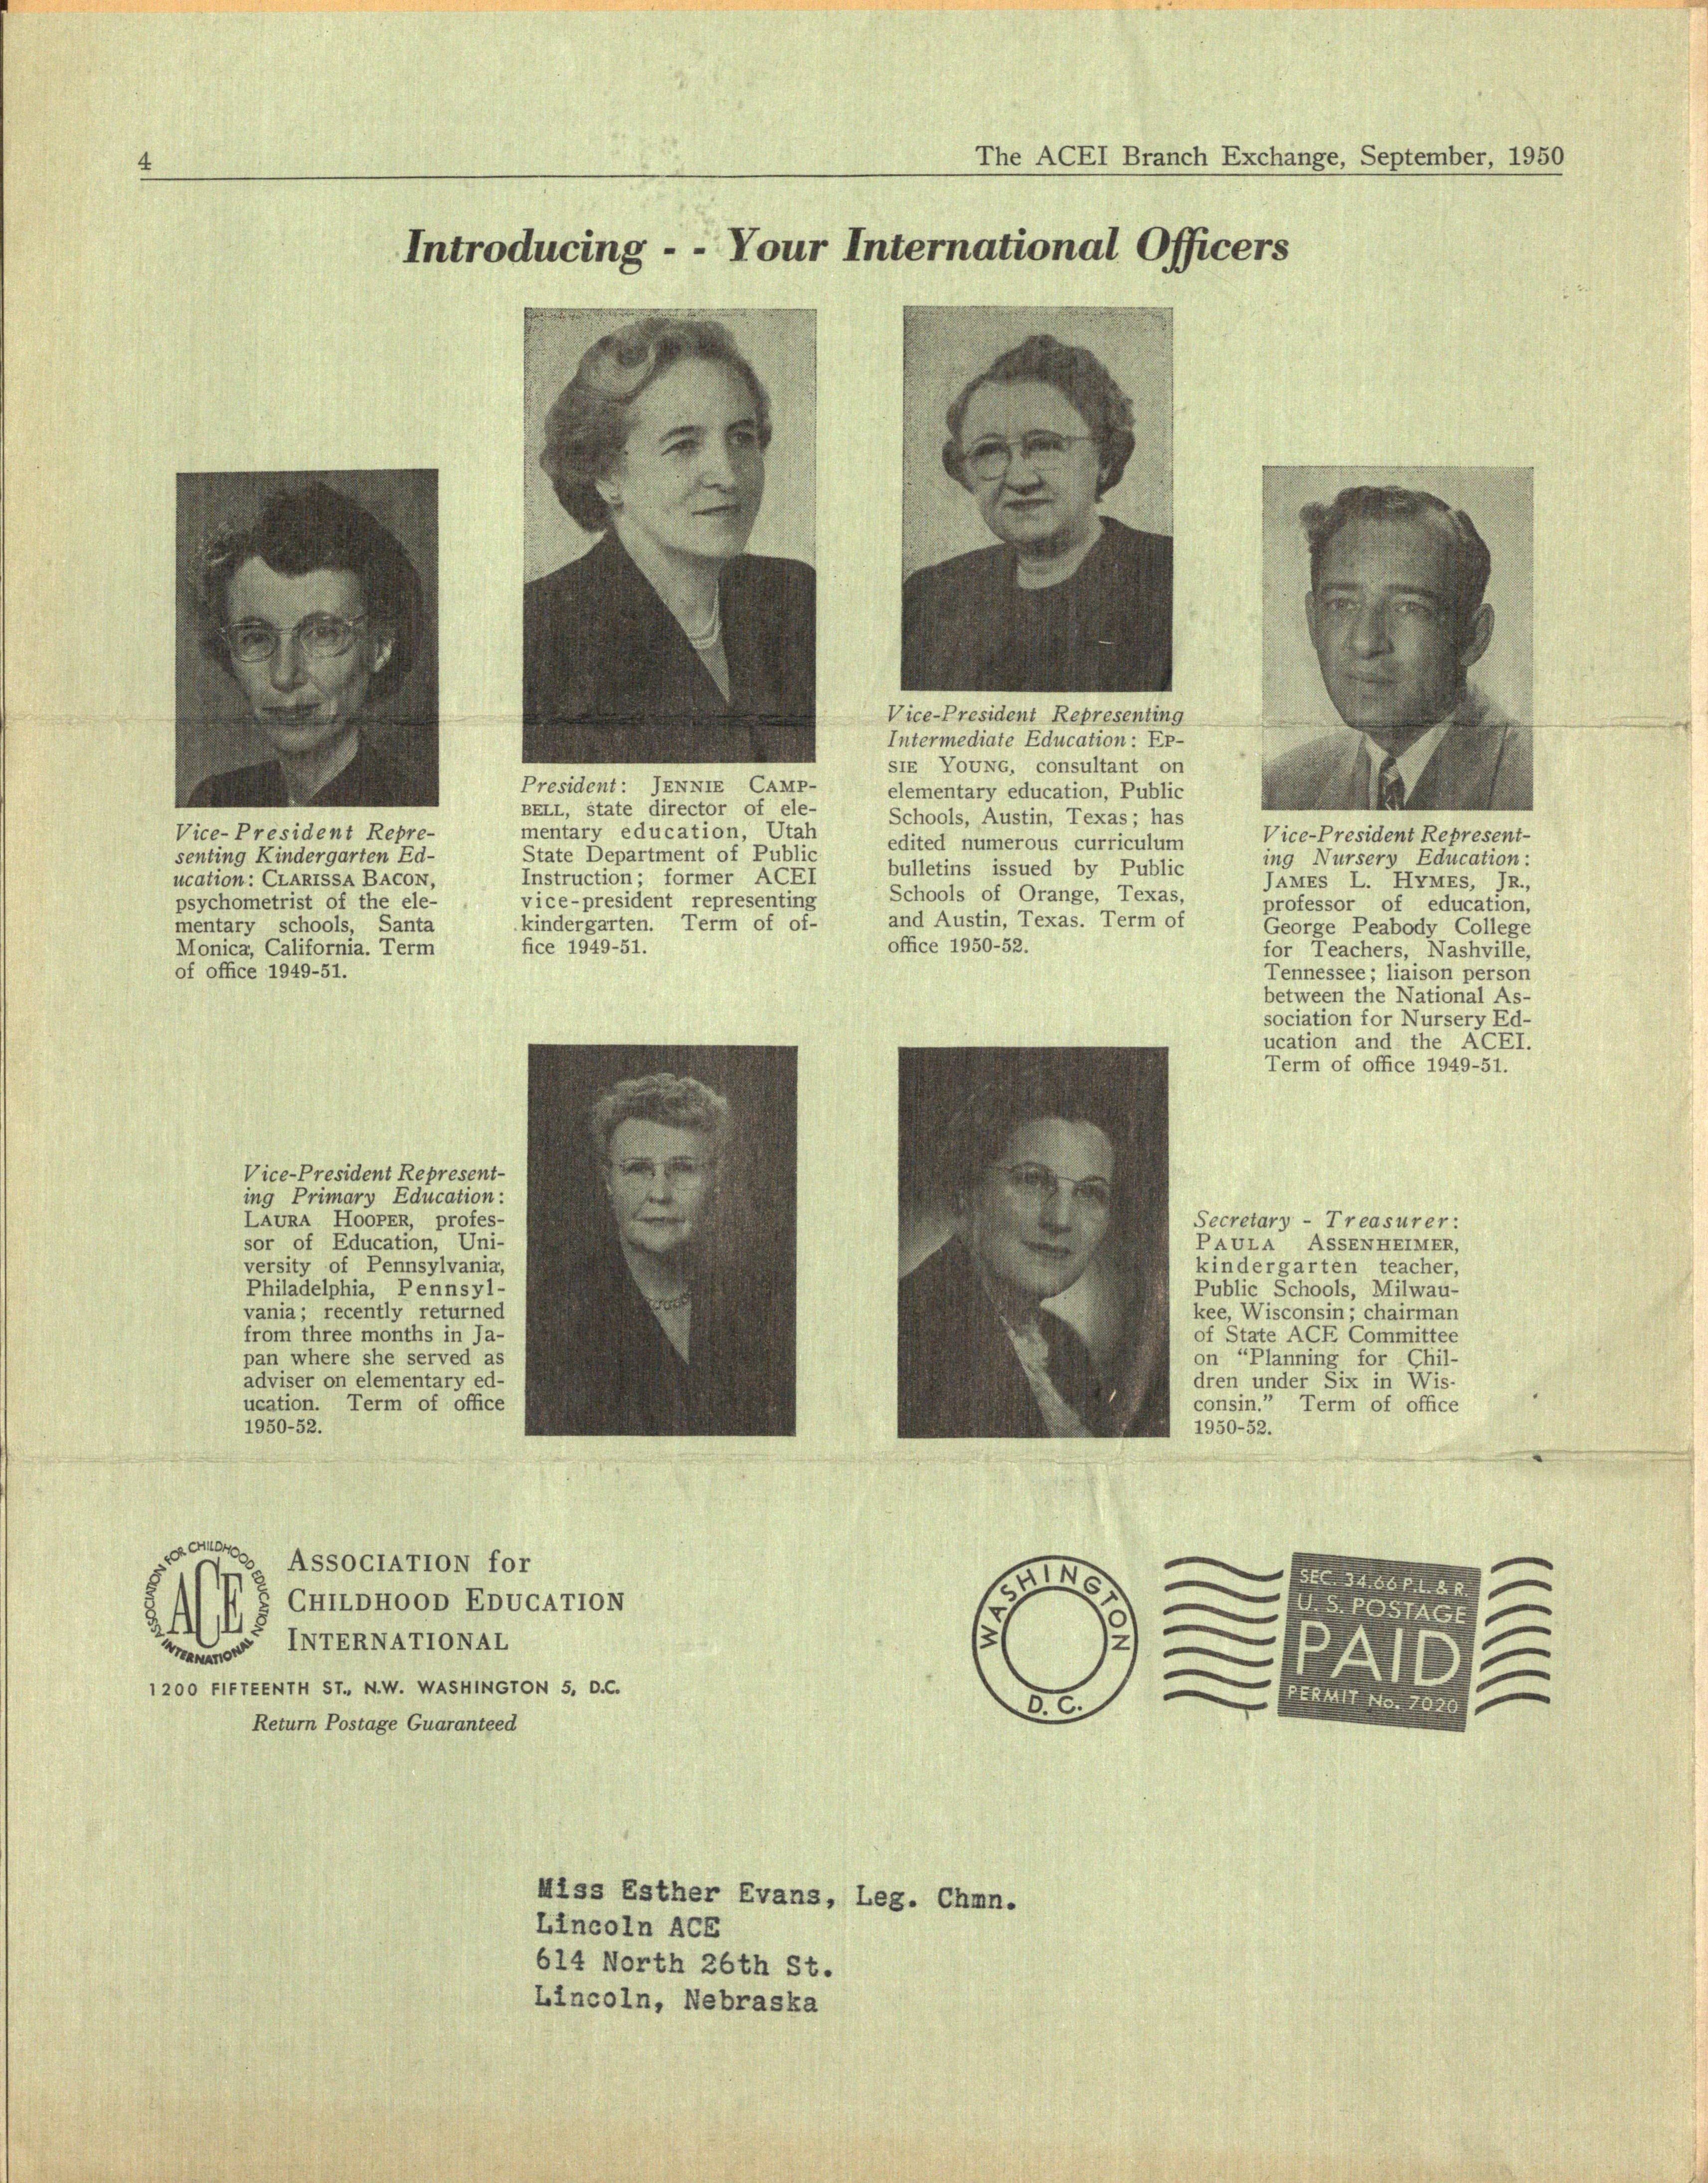 4
The ACEI Branch Exchange, September, 1950
Introducing - - Your International Officers
Vice-President Repre-
senting Kindergarten Ed-
ucation: CLARISSA BACON,
psychometrist of the ele-
mentary schools, Santa
Monica, California. Term
of office 1949-51.
President: JENNIE CAMP-
BELL, state director of ele-
mentary education, Utah
State Department of Public
Instruction; former ACEI
vice-president representing
kindergarten. Term of of-
fice 1949-51.
Vice-President Representing
Intermediate Education: EP-
SIE YOUNG, consultant on
elementary education, Public
Schools, Austin, Texas; has
edited numerous curriculum
bulletins issued by Public
Schools of Orange, Texas,
and Austin, Texas. Term of
office 1950-52.
Vice-President Represent-
ing Nursery Education:
JAMES L. HYMES, JR.,
professor of education,
George Peabody College
for Teachers, Nashville,
Tennessee; liaison person
between the National As-
sociation for Nursery Ed-
ucation and the ACEI.
Term of office 1949-51.
Vice-President Represent-
ing Primary Education:
LAURA HOOPER, profes-
sor of Education, Uni-
versity of Pennsylvania,
Philadelphia, Pennsyl-
vania; recently returned
from three months in Ja-
pan where she served as
adviser on elementary ed-
ucation. Term of office
1950-52.
Secretary - Treasurer:
PAULA ASSENHEIMER,
kindergarten teacher,
Public Schools, Milwau-
kee, Wisconsin; chairman
of State ACE Committee
on “Planning for Chil-
dren under Six in Wis-
consin.” Term of office
1950-52.
ASSOCIATION FOR CHILDHOOD EDUCATION
INTERNATIONAL
ACE
ASSOCIATION for
CHILDHOOD EDUCATION
INTERNATIONAL
1200 FIFTEENTH ST., N.W. WASHINGTON 5, D.C.
Return Postage Guaranteed
WASHINGTON
D. C.
SEC. 34.66 P.L. & R.
U. S. POSTAGE
PAID
PERMIT No. 7020
Miss Esther Evans, Leg. Chmn.
Lincoln ACE
614 North 26th St.
Lincoln, Nebraska